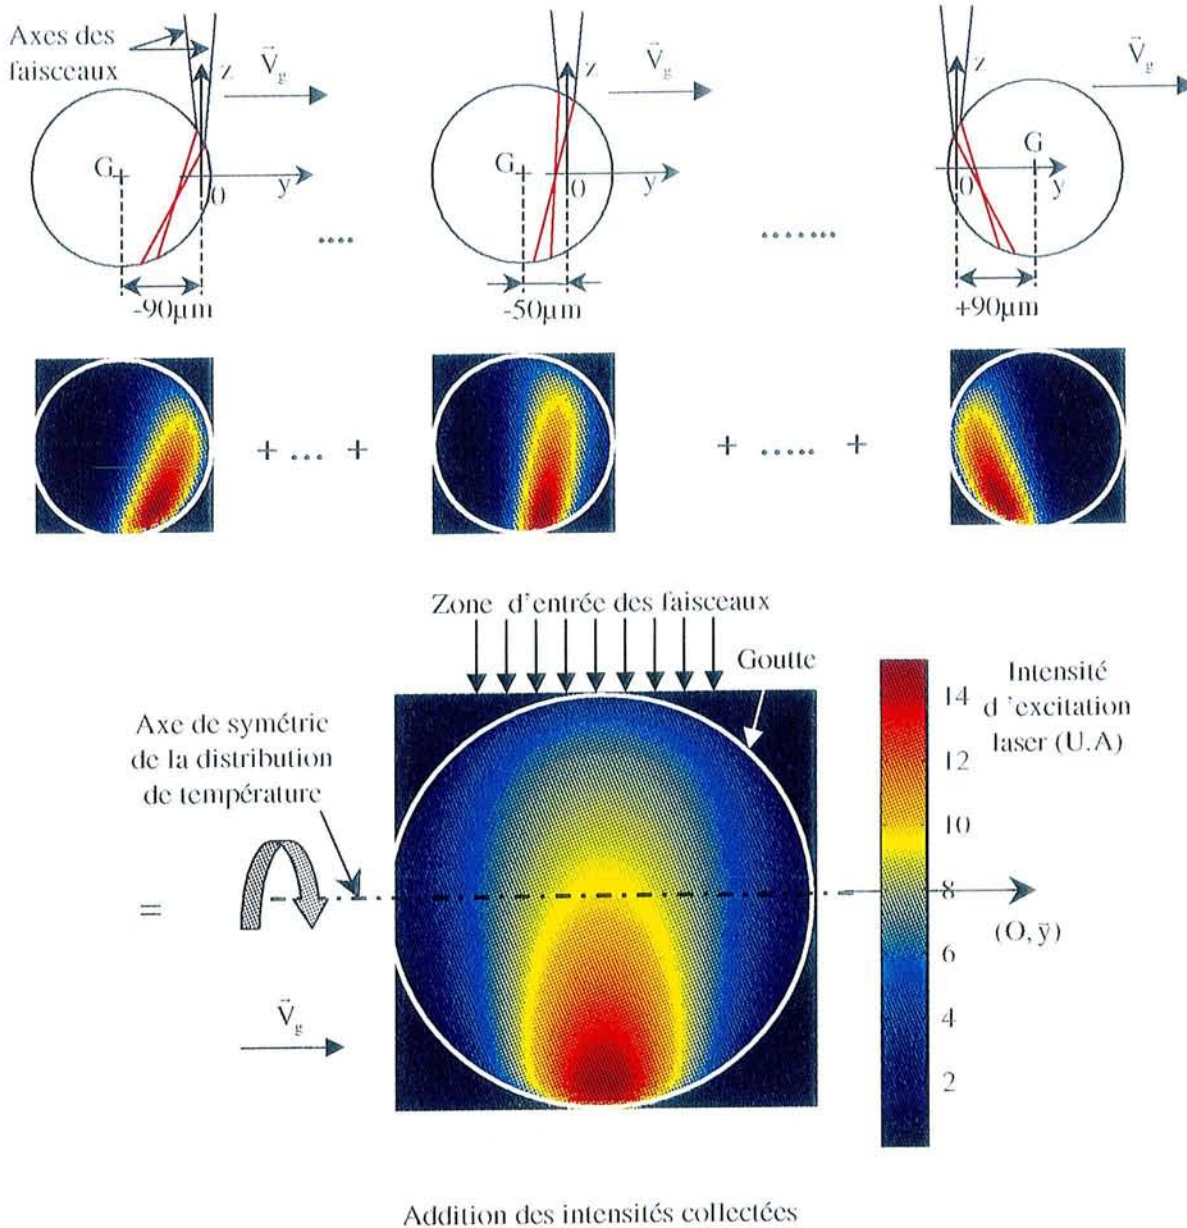 Axes des
faisceaux
z
V⃗g
G
0
y
-90µm
....
z
V⃗g
G
0
y
-50µm
.......
z
V⃗g
G
0
y
+90µm
+ ... +
+ ..... +
Zone d'entrée des faisceaux
Goutte
Axe de symétrie
de la distribution
de température
=
V⃗g
Intensité
d 'excitation
laser (U.A)
14
12
10
8
6
4
2
(O, y⃗)
Addition des intensités collectées